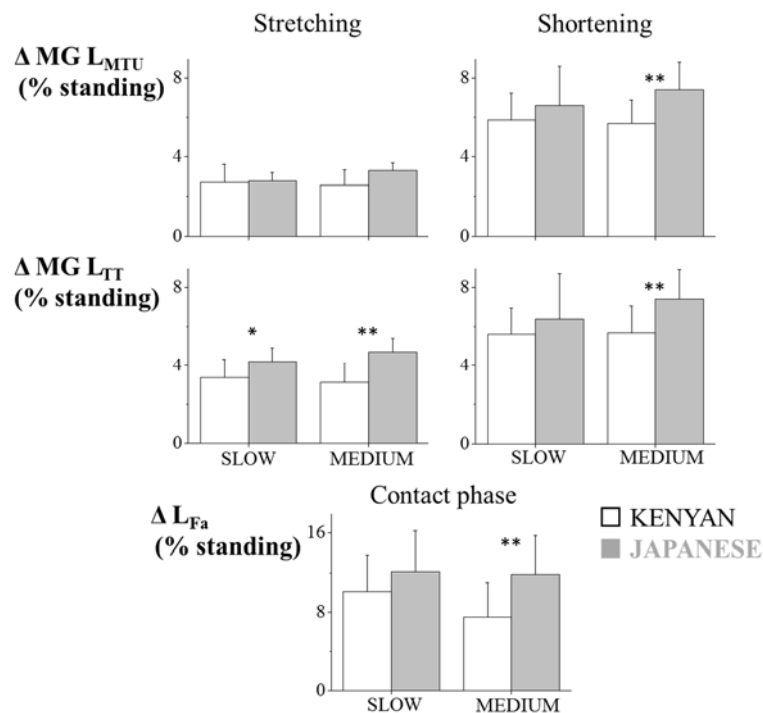 Stretching
Shortening
Δ MG LMTU
(% standing)
8
4
0
8
4
0
**
Δ MG LTT
(% standing)
8
4
0
*
**
SLOW
MEDIUM
8
4
0
**
SLOW
MEDIUM
Contact phase
Δ LFa
(% standing)
16
8
0
**
SLOW
MEDIUM
KENYAN
JAPANESE